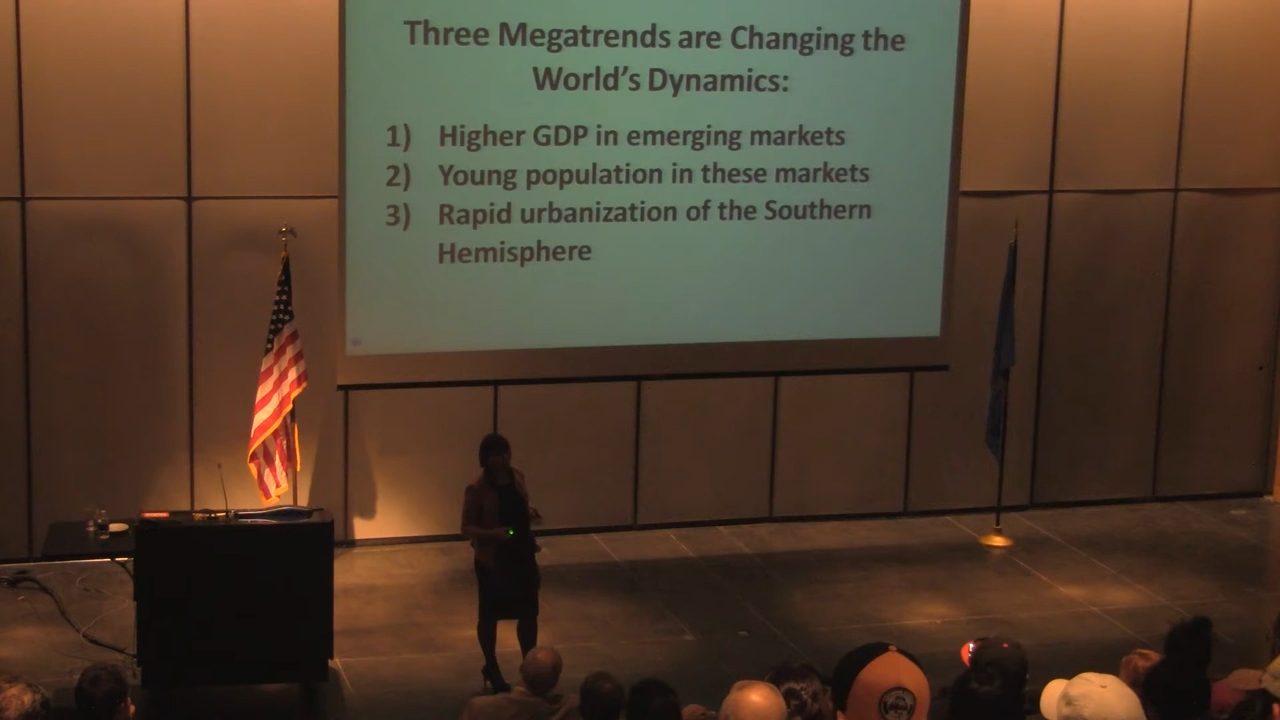 Three Megatrends are Changing the
World's Dynamics:
1) Higher GDP in emerging markets
2) Young population in these markets
3) Rapid urbanization of the Southern
Hemisphere